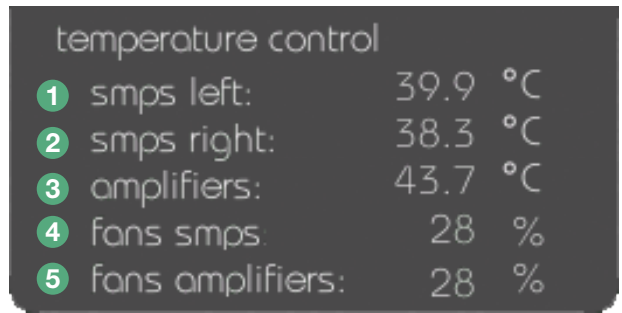 temperature control
1 smps left: 39.9 °C
2 smps right: 38.3 °C
3 amplifiers: 43.7 °C
4 fans smps: 28 %
5 fans amplifiers: 28 %